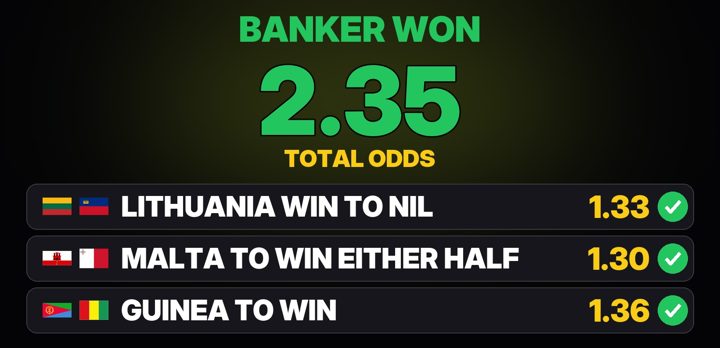 BANKER WON
2.35
TOTAL ODDS
LITHUANIA WIN TO NIL 1.33
MALTA TO WIN EITHER HALF 1.30
GUINEA TO WIN 1.36